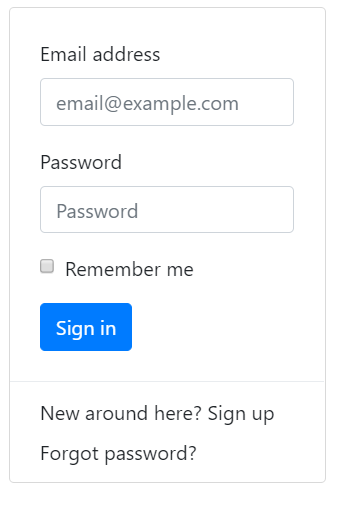 Email address
email@example.com
Password
Password
Remember me
Sign in
New around here? Sign up
Forgot password?